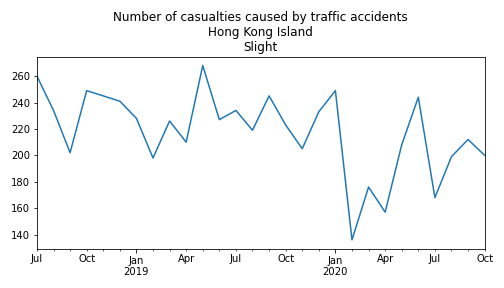 Number of casualties caused by traffic accidents
Hong Kong Island
Slight
260
240
220
200
180
160
140
Jul Oct Jan Apr Jul Oct Jan Apr Jul Oct
2019 2020